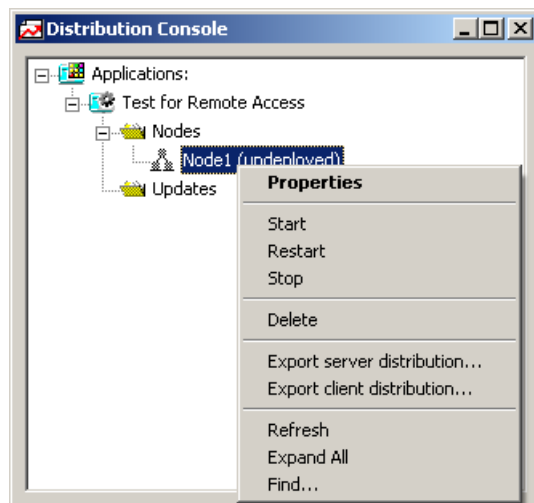 Distribution Console
Applications:
Test for Remote Access
Nodes
Node1 (undeployed)
Updates
Properties
Start
Restart
Stop
Delete
Export server distribution...
Export client distribution...
Refresh
Expand All
Find...